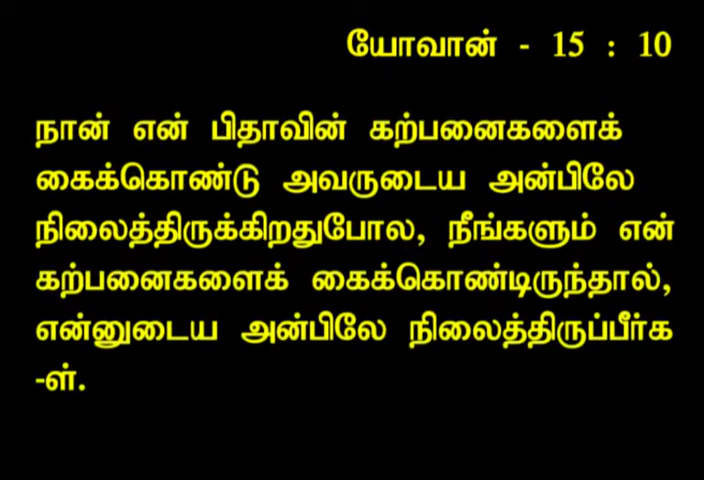 யோவான் - 15 : 10
நான் என் பிதாவின் கற்பனைகளைக்
கைக்கொண்டு அவருடைய அன்பிலே
நிலைத்திருக்கிறதுபோல, நீங்களும் என்
கற்பனைகளைக் கைக்கொண்டிருந்தால்,
என்னுடைய அன்பிலே நிலைத்திருப்பீர்க
-ள்.